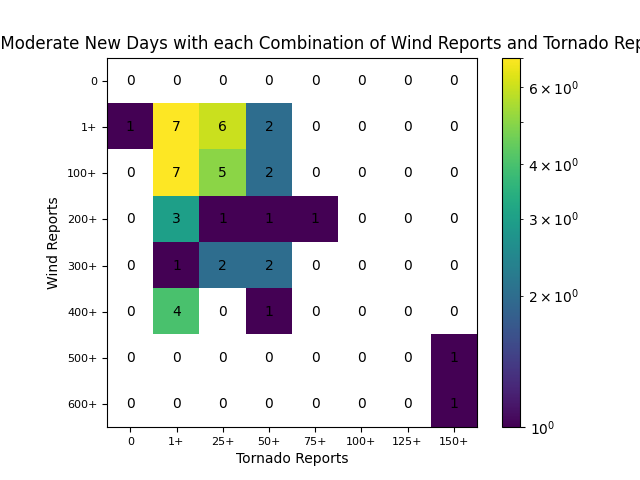 Moderate New Days with each Combination of Wind Reports and Tornado
6 × 10⁰
4 × 10⁰
3 × 10⁰
2 × 10⁰
10⁰
Wind Reports
0 0 0 0 0 0 0 0 0
1+ 1 7 6 2 0 0 0 0
100+ 0 7 5 2 0 0 0 0
200+ 0 3 1 1 1 0 0 0
300+ 0 1 2 2 0 0 0 0
400+ 0 4 0 1 0 0 0 0
500+ 0 0 0 0 0 0 0 1
600+ 0 0 0 0 0 0 0 1
0 1+ 25+ 50+ 75+ 100+ 125+ 150+
Tornado Reports